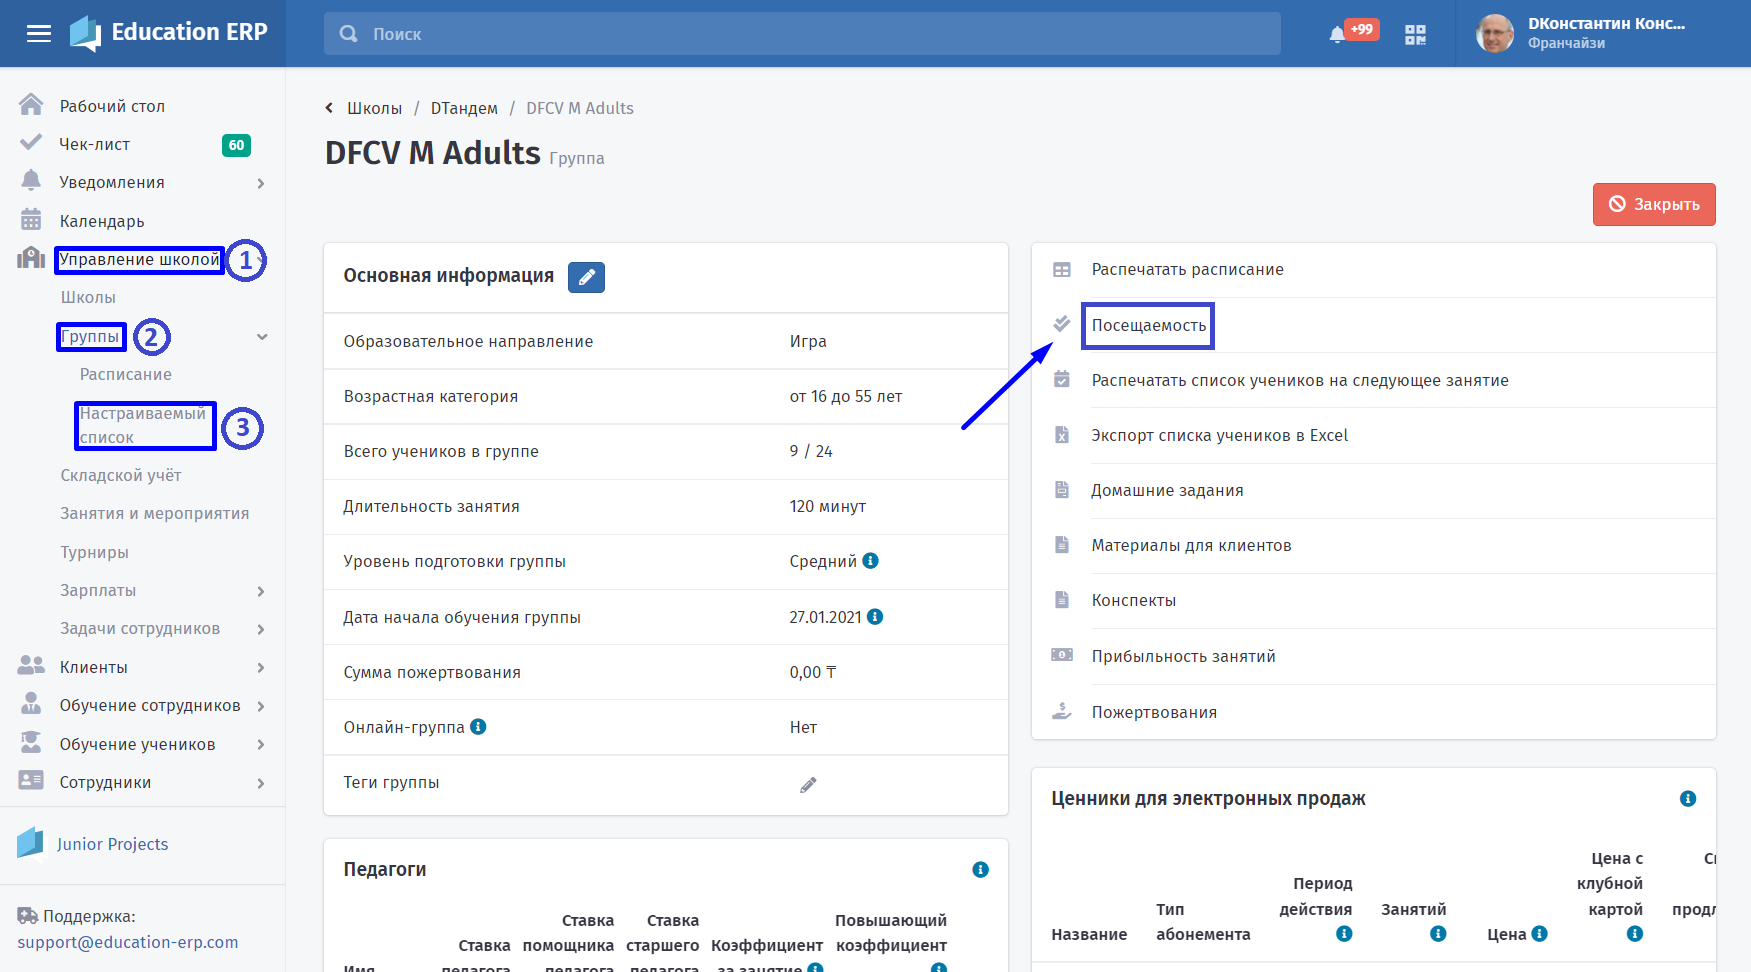 Education ERP
Поиск
+99
DКонстантин Конс...
Франчайзи
Рабочий стол
Чек-лист
60
Уведомления
Календарь
Управление школой
1
Школы
Группы
2
Расписание
Настраиваемый
список
3
Складской учёт
Занятия и мероприятия
Турниры
Зарплаты
Задачи сотрудников
Клиенты
Обучение сотрудников
Обучение учеников
Сотрудники
Junior Projects
Поддержка:
support@education-erp.com
Школы / DТандем / DFCV M Adults
DFCV M Adults Группа
Закрыть
Основная информация
Образовательное направление Игра
Возрастная категория от 16 до 55 лет
Всего учеников в группе 9 / 24
Длительность занятия 120 минут
Уровень подготовки группы Средний
Дата начала обучения группы 27.01.2021
Сумма пожертвования 0,00 ₸
Онлайн-группа Нет
Теги группы
Педагоги
Имя
Ставка
педагога
Ставка
помощника
педагога
Ставка
старшего
педагога
Коэффициент
за занятие
Повышающий
коэффициент
Распечатать расписание
Посещаемость
Распечатать список учеников на следующее занятие
Экспорт списка учеников в Excel
Домашние задания
Материалы для клиентов
Конспекты
Прибыльность занятий
Пожертвования
Ценники для электронных продаж
Название
Тип
абонемента
Период
действия
Занятий
Цена
Цена с
клубной
картой